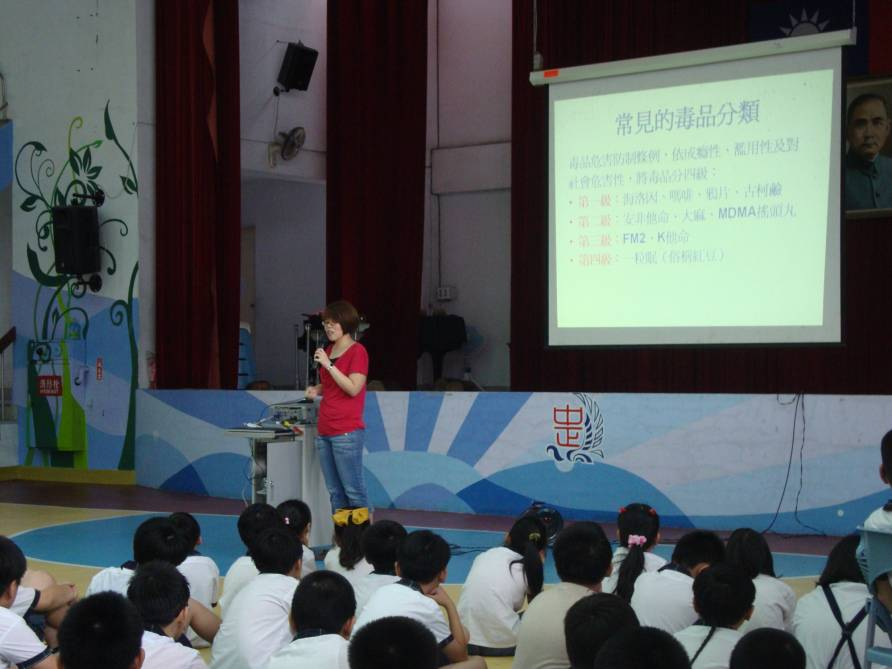 常見的毒品分類
毒品危害防制條例，依成癮性、濫用性及對
社會危害性，將毒品分四級：
• 第一級：海洛因、嗎啡、鴉片、古柯鹼
• 第二級：安非他命、大麻、MDMA搖頭丸
• 第三級：FM2、K他命
• 第四級：一粒眠（俗稱紅豆）
消防栓
忠